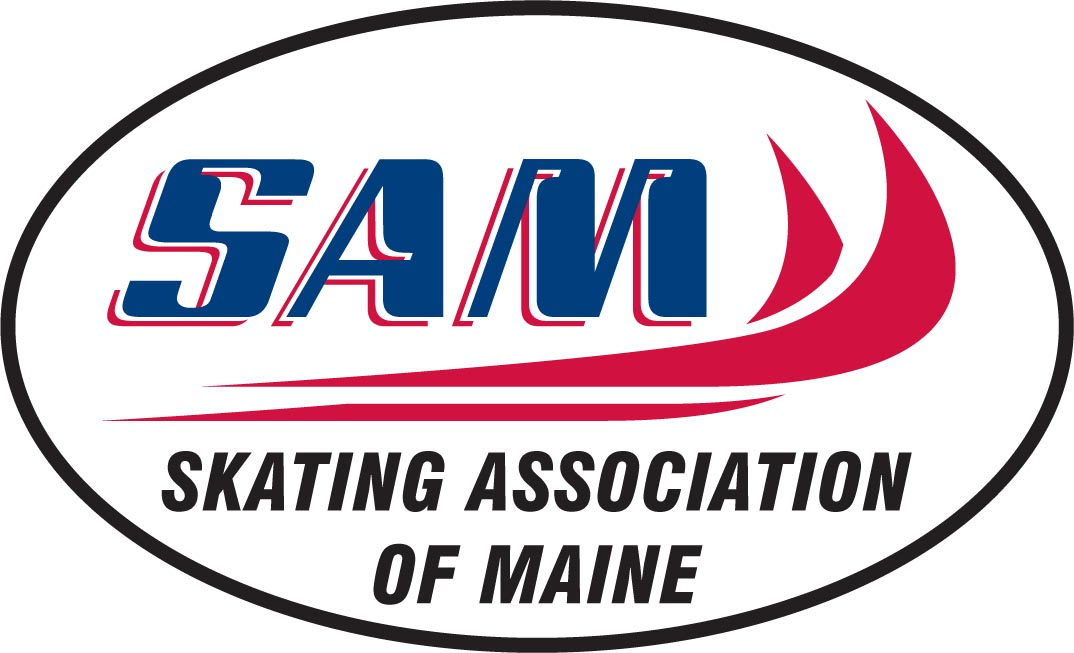 SAM
SKATING ASSOCIATION
OF MAINE